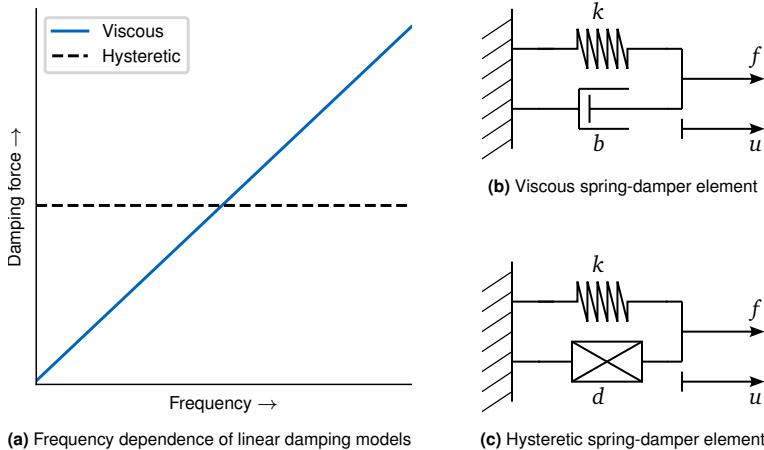 Viscous
Hysteretic
Damping force →
Frequency →
(a) Frequency dependence of linear damping models
k
f
b
u
(b) Viscous spring-damper element
k
f
d
u
(c) Hysteretic spring-damper element